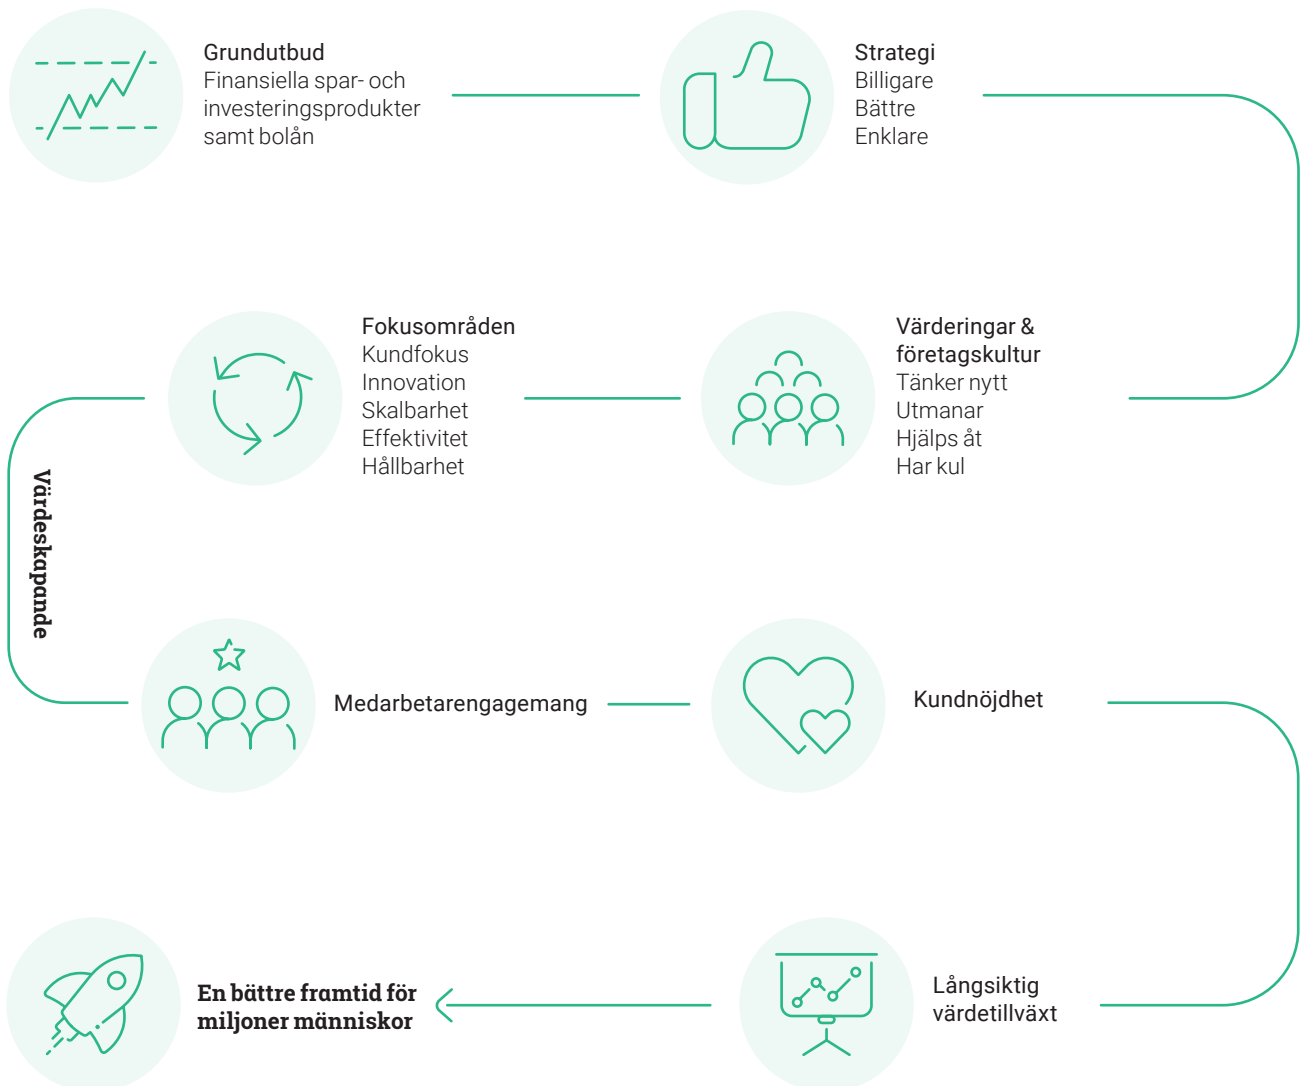 Grundutbud
Finansiella spar- och
investeringsprodukter
samt bolån
Strategi
Billigare
Bättre
Enklare
Värderingar &
företagskultur
Tänker nytt
Utmanar
Hjälps åt
Har kul
Fokusområden
Kundfokus
Innovation
Skalbarhet
Effektivitet
Hållbarhet
Värdeskapande
Medarbetarengagemang
Kundnöjdhet
Långsiktig
värdetillväxt
En bättre framtid för
miljoner människor